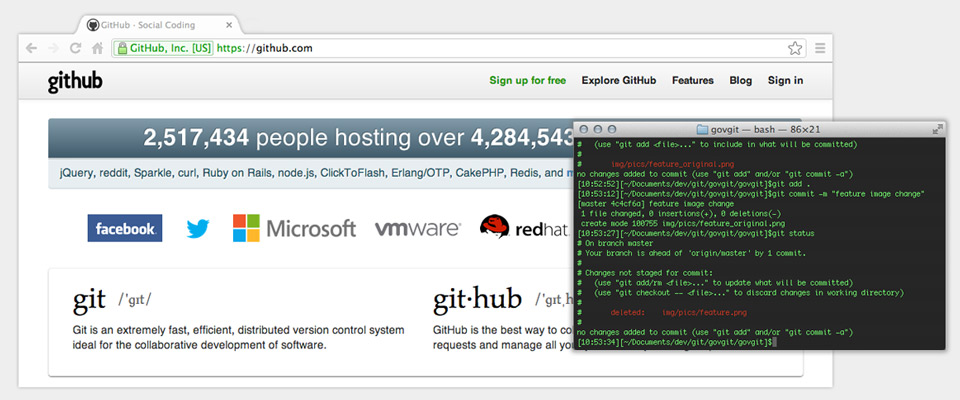 GitHub · Social Coding
GitHub, Inc. [US] https://github.com
github
Sign up for free Explore GitHub Features Blog Sign in
2,517,434 people hosting over 4,284,543
jQuery, reddit, Sparkle, curl, Ruby on Rails, node.js, ClickToFlash, Erlang/OTP, CakePHP, Redis, and
facebook Microsoft vmware redhat
git /'gɪt/
Git is an extremely fast, efficient, distributed version control system
ideal for the collaborative development of software.
git·hub /'gɪt,h
GitHub is the best way to co
requests and manage all yo
govgit — bash — 86×21
#   (use "git add <file>..." to include in what will be committed)
#
#       img/pics/feature_original.png
no changes added to commit (use "git add" and/or "git commit -a")
[10:52:52][~/Documents/dev/git/govgit/govgit]$git add .
[10:53:12][~/Documents/dev/git/govgit/govgit]$git commit -m "feature image change"
[master 4c4cf6a] feature image change
 1 file changed, 0 insertions(+), 0 deletions(-)
 create mode 100755 img/pics/feature_original.png
[10:53:27][~/Documents/dev/git/govgit/govgit]$git status
# On branch master
# Your branch is ahead of 'origin/master' by 1 commit.
#
# Changes not staged for commit:
#   (use "git add/rm <file>..." to update what will be committed)
#   (use "git checkout -- <file>..." to discard changes in working directory)
#
#       deleted:    img/pics/feature.png
#
no changes added to commit (use "git add" and/or "git commit -a")
[10:53:34][~/Documents/dev/git/govgit/govgit]$